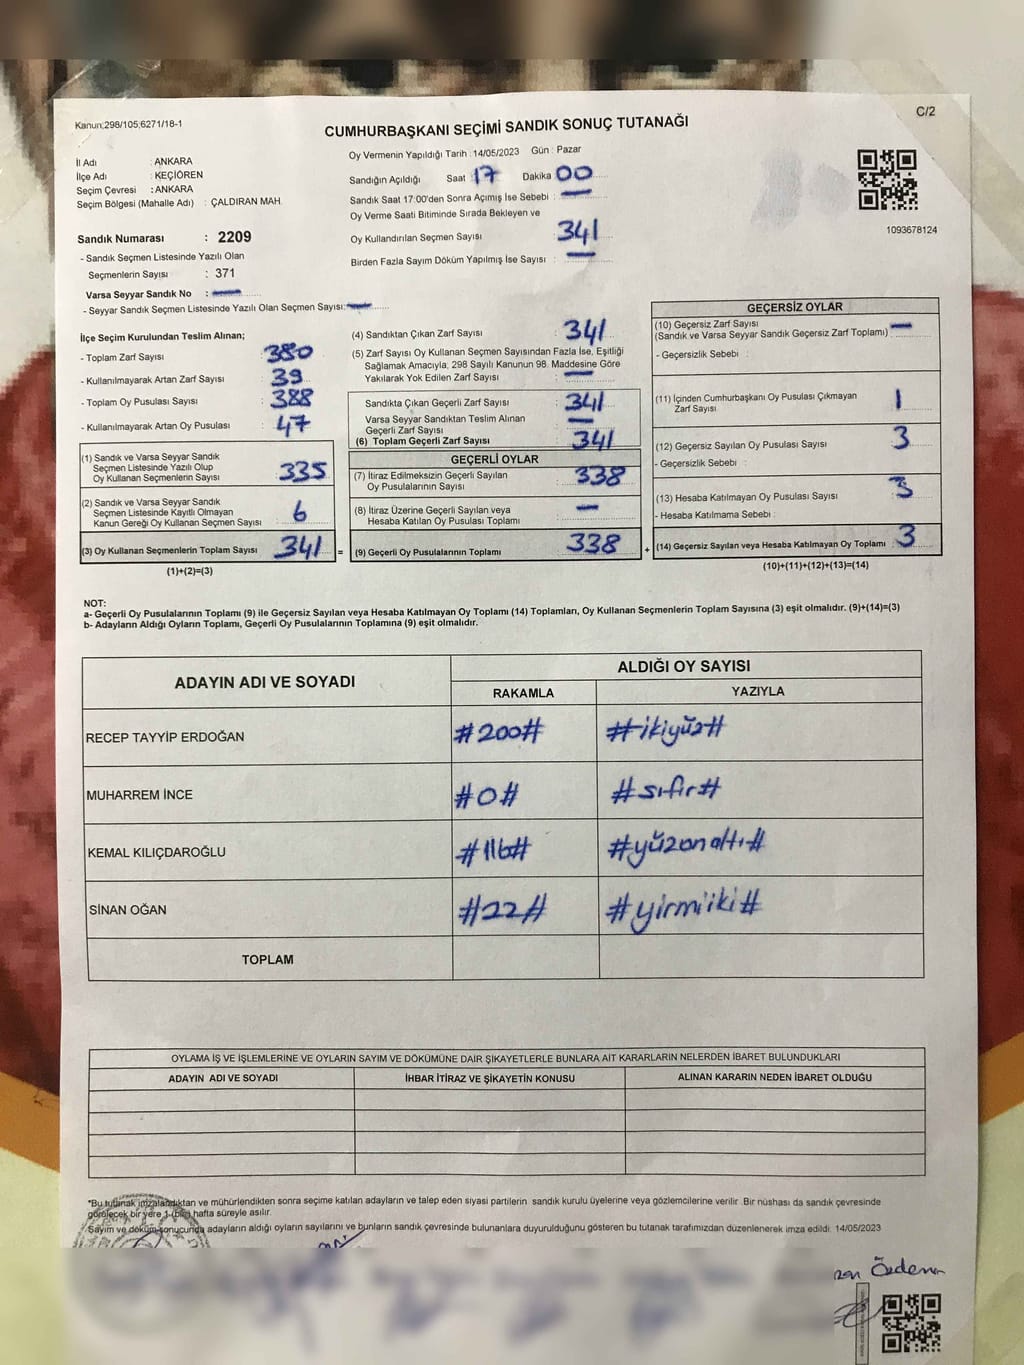 Kanun;298/105;6271/18-1
C/2
CUMHURBAŞKANI SEÇİMİ SANDIK SONUÇ TUTANAĞI
İl Adı : ANKARA
İlçe Adı : KEÇİÖREN
Seçim Çevresi : ANKARA
Seçim Bölgesi (Mahalle Adı) : ÇALDIRAN MAH.
Sandık Numarası : 2209
- Sandık Seçmen Listesinde Yazılı Olan
Seçmenlerin Sayısı : 371
Varsa Seyyar Sandık No : —
- Seyyar Sandık Seçmen Listesinde Yazılı Olan Seçmen Sayısı: —
Oy Vermenin Yapıldığı Tarih : 14/05/2023 Gün : Pazar
Sandığın Açıldığı Saat 17 Dakika 00
Sandık Saat 17:00'den Sonra Açımış İse Sebebi : —
Oy Verme Saati Bitiminde Sırada Bekleyen ve
Oy Kullandırılan Seçmen Sayısı : 341
Birden Fazla Sayım Döküm Yapılmış İse Sayısı : —
1093678124
İlçe Seçim Kurulundan Teslim Alınan;
- Toplam Zarf Sayısı : 380
- Kullanılmayarak Artan Zarf Sayısı : 39
- Toplam Oy Pusulası Sayısı : 388
- Kullanılmayarak Artan Oy Pusulası : 47
(1) Sandık ve Varsa Seyyar Sandık
Seçmen Listesinde Yazılı Olup
Oy Kullanan Seçmenlerin Sayısı : 335
(2) Sandık ve Varsa Seyyar Sandık
Seçmen Listesinde Kayıtlı Olmayan
Kanun Gereği Oy Kullanan Seçmen Sayısı : 6
(3) Oy Kullanan Seçmenlerin Toplam Sayısı : 341 =
(1)+(2)=(3)
(4) Sandıktan Çıkan Zarf Sayısı : 341
(5) Zarf Sayısı Oy Kullanan Seçmen Sayısından Fazla İse, Eşitliği
Sağlamak Amacıyla, 298 Sayılı Kanunun 98. Maddesine Göre
Yakılarak Yok Edilen Zarf Sayısı : —
Sandıkta Çıkan Geçerli Zarf Sayısı : 341
Varsa Seyyar Sandıktan Teslim Alınan
Geçerli Zarf Sayısı : —
(6) Toplam Geçerli Zarf Sayısı : 341
GEÇERLİ OYLAR
(7) İtiraz Edilmeksizin Geçerli Sayılan
Oy Pusulalarının Sayısı : 338
(8) İtiraz Üzerine Geçerli Sayılan veya
Hesaba Katılan Oy Pusulası Toplamı : —
(9) Geçerli Oy Pusulalarının Toplamı : 338 +
GEÇERSİZ OYLAR
(10) Geçersiz Zarf Sayısı : —
(Sandık ve Varsa Seyyar Sandık Geçersiz Zarf Toplamı)
- Geçersizlik Sebebi :
(11) İçinden Cumhurbaşkanı Oy Pusulası Çıkmayan
Zarf Sayısı : 1
(12) Geçersiz Sayılan Oy Pusulası Sayısı : 3
- Geçersizlik Sebebi :
(13) Hesaba Katılmayan Oy Pusulası Sayısı : 3
- Hesaba Katılmama Sebebi :
(14) Geçersiz Sayılan veya Hesaba Katılmayan Oy Toplamı : 3
(10)+(11)+(12)+(13)=(14)
NOT:
a- Geçerli Oy Pusulalarının Toplamı (9) ile Geçersiz Sayılan veya Hesaba Katılmayan Oy Toplamı (14) Toplamları, Oy Kullanan Seçmenlerin Toplam Sayısına (3) eşit olmalıdır. (9)+(14)=(3)
b- Adayların Aldığı Oyların Toplamı, Geçerli Oy Pusulalarının Toplamına (9) eşit olmalıdır.
ADAYIN ADI VE SOYADI
ALDIĞI OY SAYISI
RAKAMLA YAZIYLA
RECEP TAYYİP ERDOĞAN #200# #ikiyüz#
MUHARREM İNCE #0# #sıfır#
KEMAL KILIÇDAROĞLU #116# #yüzonaltı#
SİNAN OĞAN #22# #yirmiiki#
TOPLAM
OYLAMA İŞ VE İŞLEMLERİNE VE OYLARIN SAYIM VE DÖKÜMÜNE DAİR ŞİKAYETLERLE BUNLARA AİT KARARLARIN NELERDEN İBARET BULUNDUKLARI
ADAYIN ADI VE SOYADI İHBAR İTİRAZ VE ŞİKAYETİN KONUSU ALINAN KARARIN NEDEN İBARET OLDUĞU
*Bu tutanak imzalandıktan ve mühürlendikten sonra seçime katılan adayların ve talep eden siyasi partilerin sandık kurulu üyelerine veya gözlemcilerine verilir. Bir nüshası da sandık çevresinde
görülecek bir yere 1 (bir) hafta süreyle asılır.
Sayım ve döküm sonucunda adayların aldığı oyların sayılarını ve bunların sandık çevresinde bulunanlara duyurulduğunu gösteren bu tutanak tarafımızdan düzenlenerek imza edildi. 14/05/2023
Özdemir